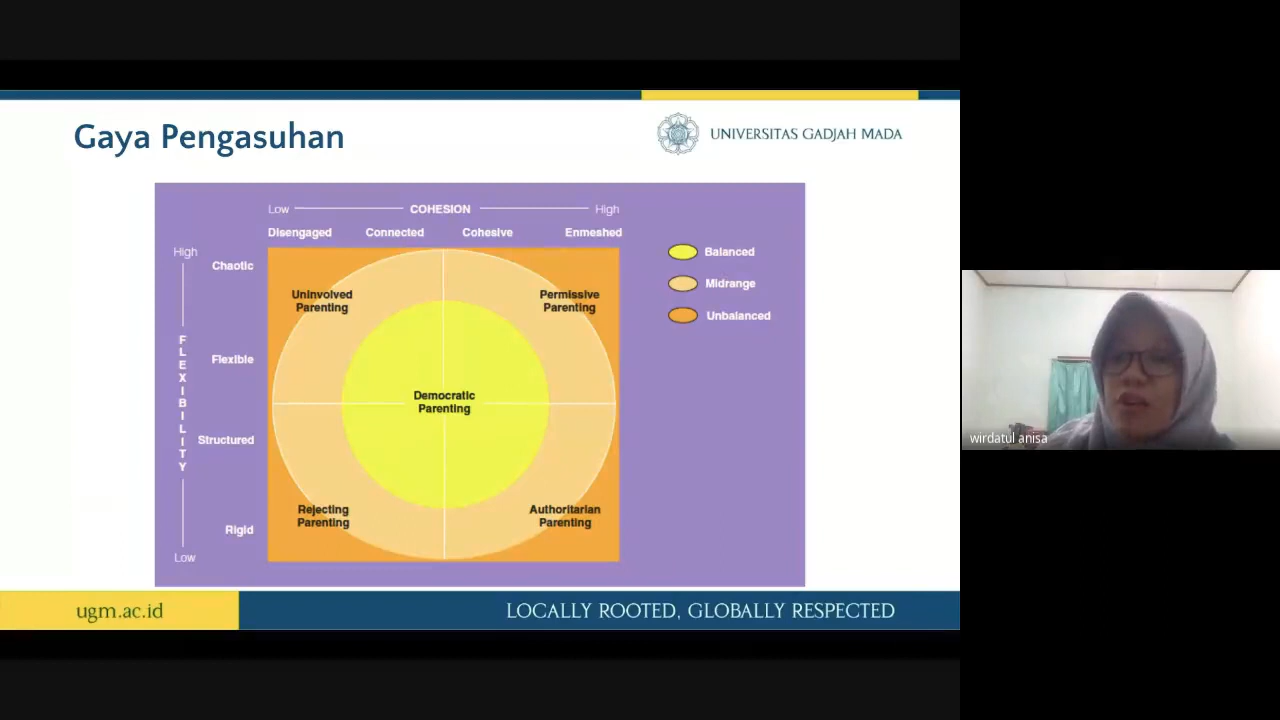 Gaya Pengasuhan
UNIVERSITAS GADJAH MADA
Low COHESION High
Disengaged Connected Cohesive Enmeshed
High
Chaotic
Flexible
Structured
Rigid
Low
FLEXIBILITY
Uninvolved
Parenting
Permissive
Parenting
Democratic
Parenting
Rejecting
Parenting
Authoritarian
Parenting
Balanced
Midrange
Unbalanced
wirdatul anisa
ugm.ac.id
LOCALLY ROOTED, GLOBALLY RESPECTED